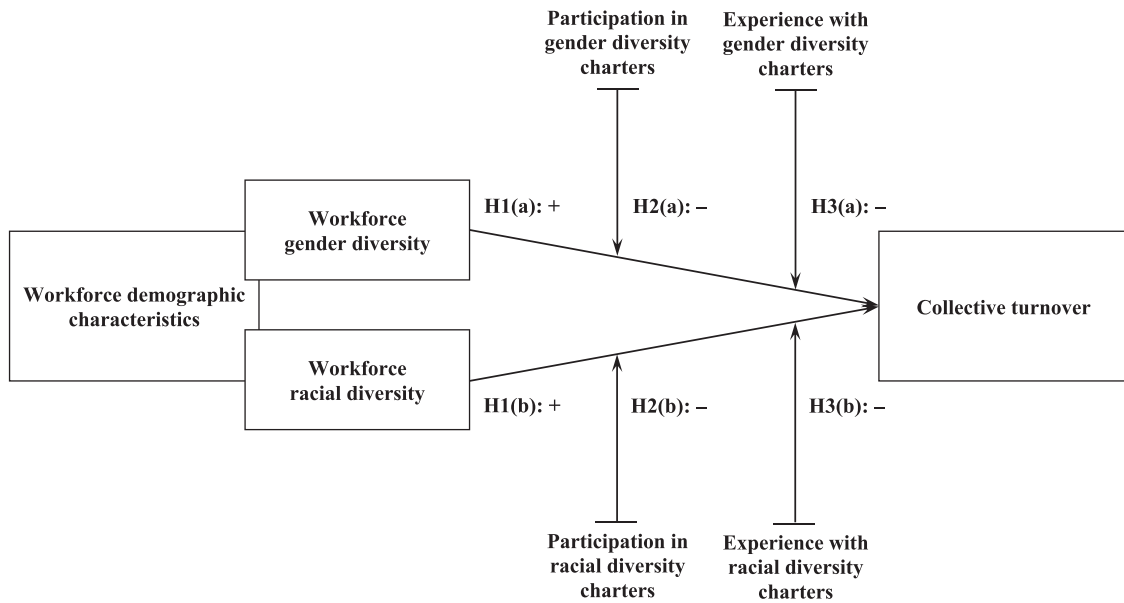 Participation in
gender diversity
charters
Experience with
gender diversity
charters
H1(a): +
H2(a): –
H3(a): –
Workforce
gender diversity
Workforce demographic
characteristics
Collective turnover
Workforce
racial diversity
H1(b): +
H2(b): –
H3(b): –
Participation in
racial diversity
charters
Experience with
racial diversity
charters